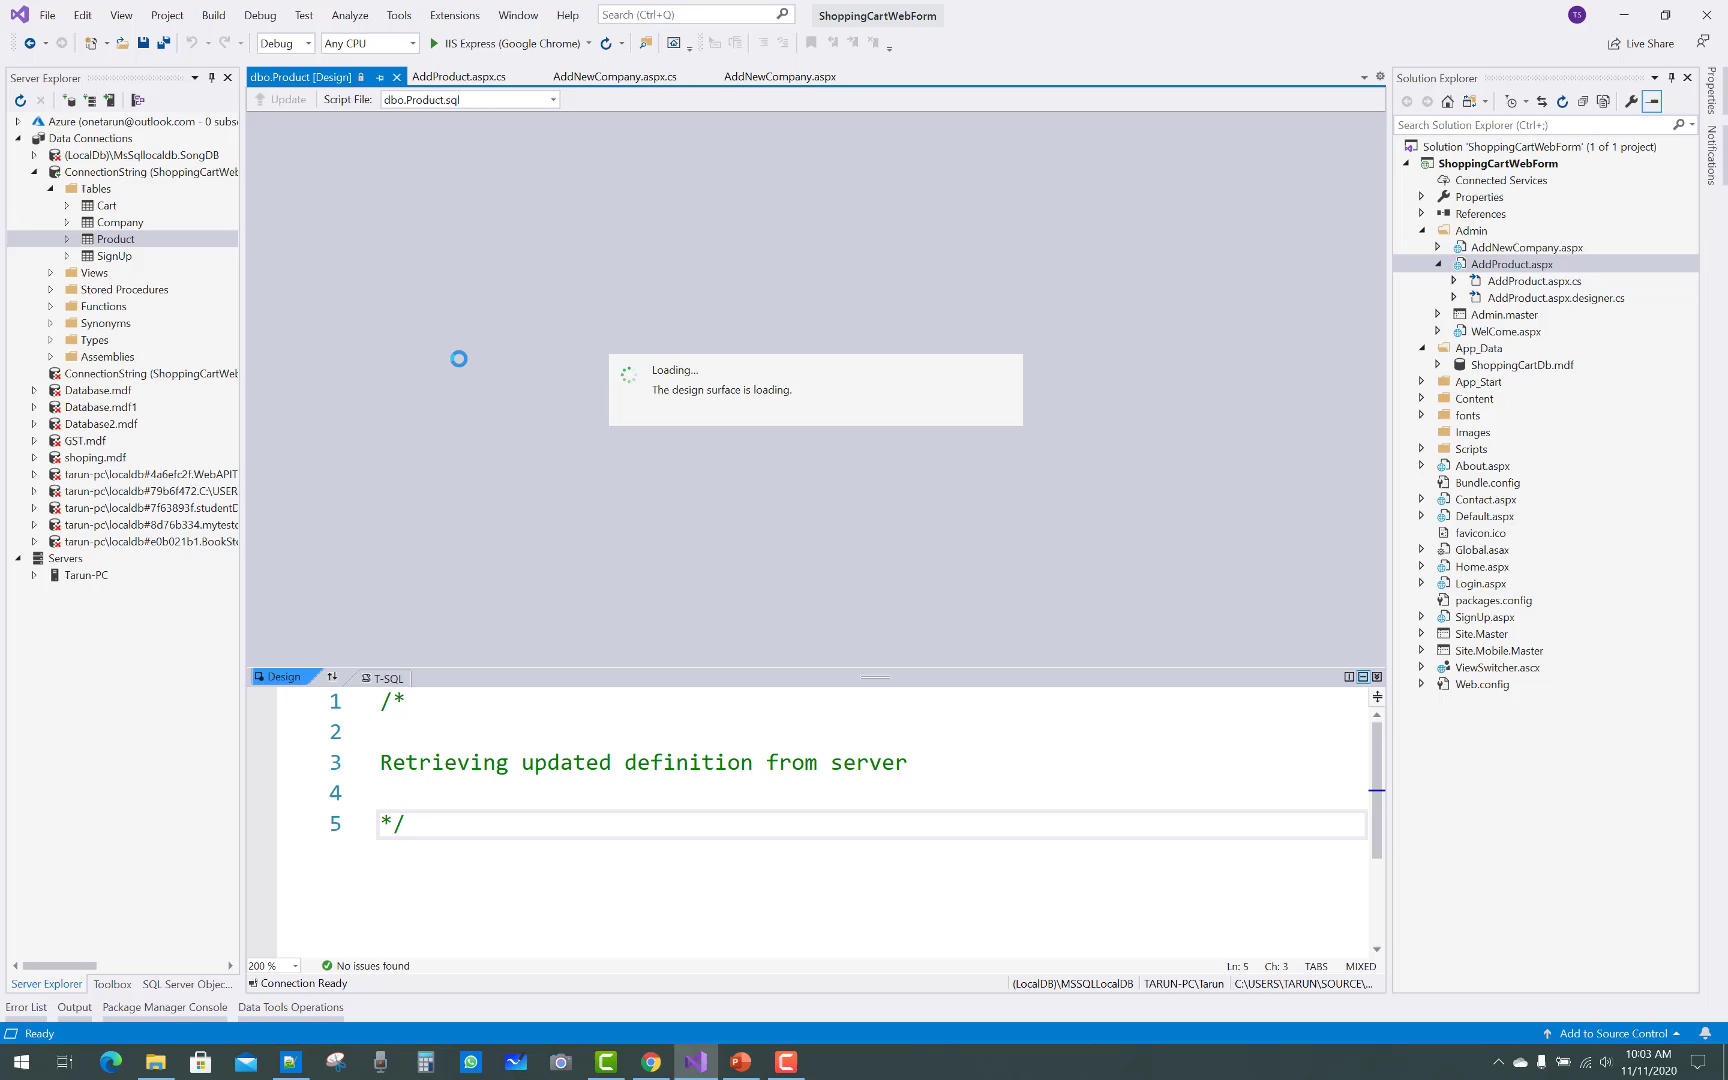 File Edit View Project Build Debug Test Analyze Tools Extensions Window Help Search (Ctrl+Q) ShoppingCartWebForm TS
Debug Any CPU IIS Express (Google Chrome) Live Share
Server Explorer
Azure (onetarun@outlook.com - 0 subsc
Data Connections
(LocalDb)\MsSqllocaldb.SongDB
ConnectionString (ShoppingCartWeb
Tables
Cart
Company
Product
SignUp
Views
Stored Procedures
Functions
Synonyms
Types
Assemblies
ConnectionString (ShoppingCartWeb
Database.mdf
Database.mdf1
Database2.mdf
GST.mdf
shoping.mdf
tarun-pc\localdb#4a6efc2f.WebAPIT
tarun-pc\localdb#79b6f472.C:\USER
tarun-pc\localdb#7f63893f.studentD
tarun-pc\localdb#8d76b334.mytestc
tarun-pc\localdb#e0b021b1.BookSto
Servers
Tarun-PC
Server Explorer Toolbox SQL Server Objec...
dbo.Product [Design] AddProduct.aspx.cs AddNewCompany.aspx.cs AddNewCompany.aspx
Update Script File: dbo.Product.sql
Loading...
The design surface is loading.
Design T-SQL
1 /*
2
3 Retrieving updated definition from server
4
5 */
200 % No issues found Ln: 5 Ch: 3 TABS MIXED
Connection Ready (LocalDB)\MSSQLLocalDB TARUN-PC\Tarun C:\USERS\TARUN\SOURCE\...
Solution Explorer
Search Solution Explorer (Ctrl+;)
Solution 'ShoppingCartWebForm' (1 of 1 project)
ShoppingCartWebForm
Connected Services
Properties
References
Admin
AddNewCompany.aspx
AddProduct.aspx
AddProduct.aspx.cs
AddProduct.aspx.designer.cs
Admin.master
WelCome.aspx
App_Data
ShoppingCartDb.mdf
App_Start
Content
fonts
Images
Scripts
About.aspx
Bundle.config
Contact.aspx
Default.aspx
favicon.ico
Global.asax
Home.aspx
Login.aspx
packages.config
SignUp.aspx
Site.Master
Site.Mobile.Master
ViewSwitcher.ascx
Web.config
Properties
Notifications
Error List Output Package Manager Console Data Tools Operations
Ready Add to Source Control
10:03 AM
11/11/2020